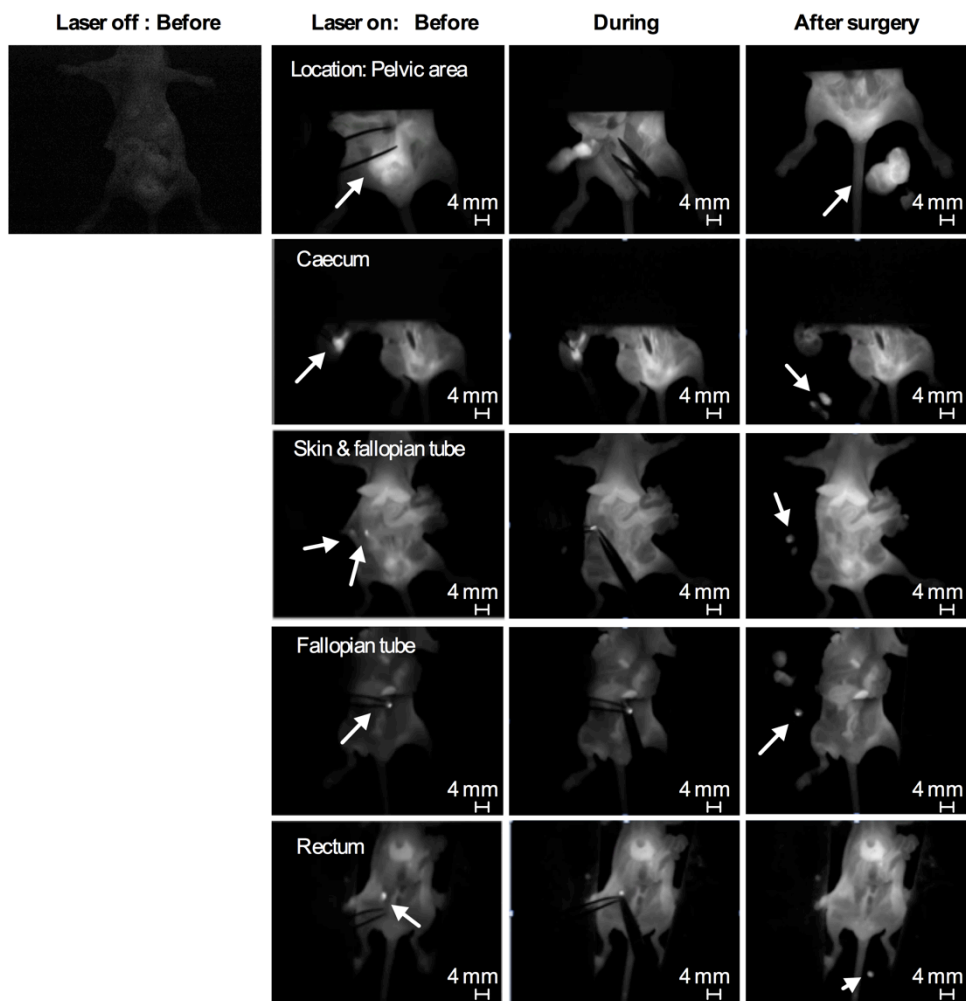 Laser off : Before
Laser on: Before
During
After surgery
Location: Pelvic area
4 mm
4 mm
4 mm
Caecum
4 mm
4 mm
4 mm
Skin & fallopian tube
4 mm
4 mm
4 mm
Fallopian tube
4 mm
4 mm
4 mm
Rectum
4 mm
4 mm
4 mm